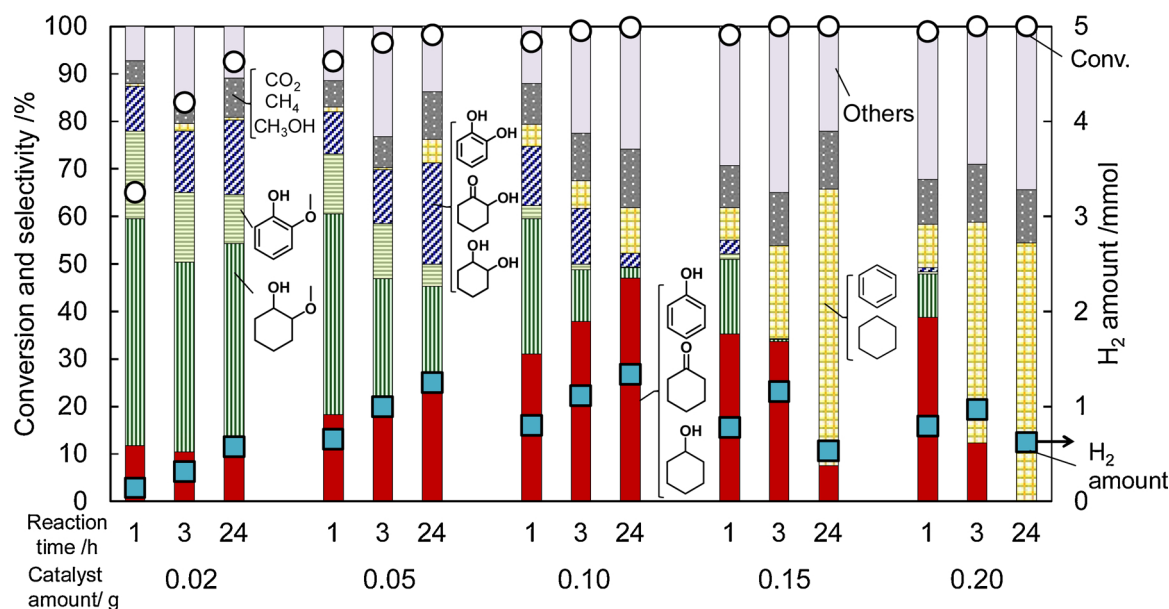 100
90
80
70
60
50
40
30
20
10
0
Conversion and selectivity /%
5
4
3
2
1
0
H₂ amount /mmol
Conv.
Others
CO₂
CH₄
CH₃OH
OH
O
OH
O
OH
OH
O
OH
OH
OH
OH
O
OH
H₂
amount
Reaction
time /h
1 3 24 1 3 24 1 3 24 1 3 24 1 3 24
Catalyst
amount/ g
0.02 0.05 0.10 0.15 0.20